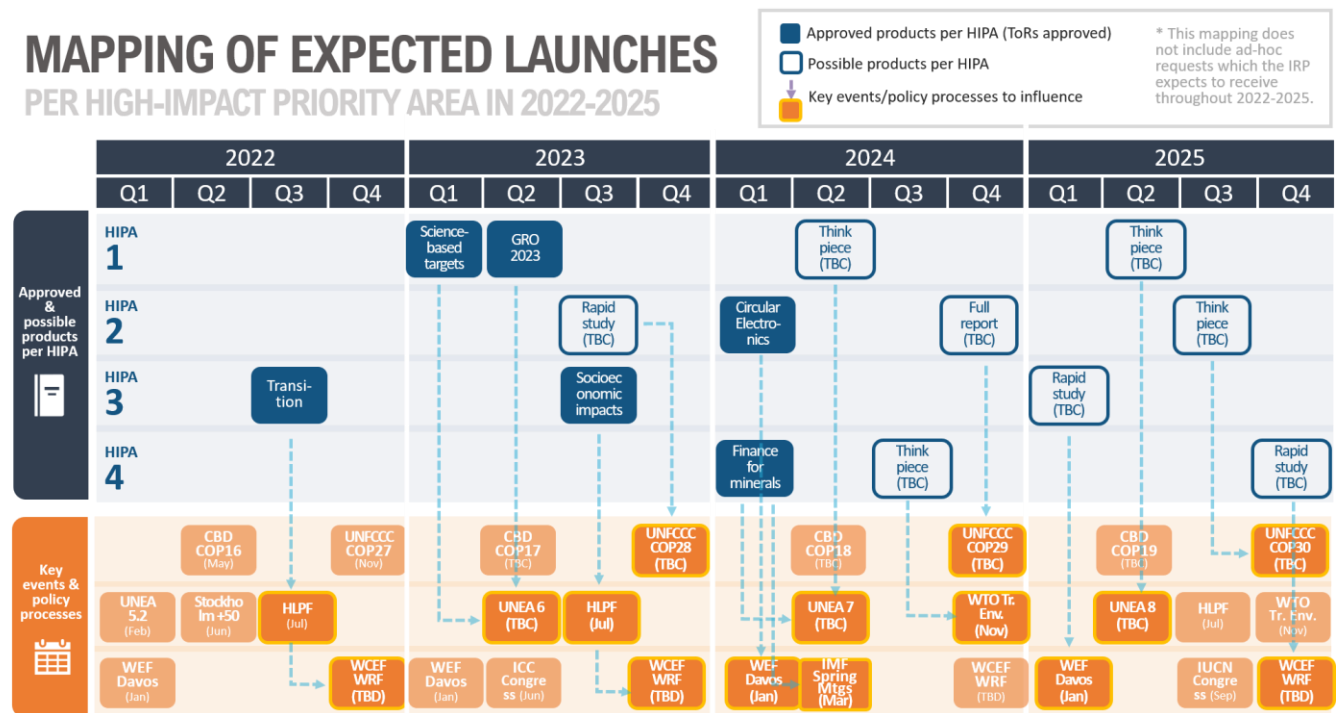 MAPPING OF EXPECTED LAUNCHES
PER HIGH-IMPACT PRIORITY AREA IN 2022-2025
Approved products per HIPA (ToRs approved)
Possible products per HIPA
Key events/policy processes to influence
* This mapping does
not include ad-hoc
requests which the IRP
expects to receive
throughout 2022-2025.
2022 2023 2024 2025
Q1 Q2 Q3 Q4 Q1 Q2 Q3 Q4 Q1 Q2 Q3 Q4 Q1 Q2 Q3 Q4
Approved
&
possible
products
per HIPA
HIPA
1
Science-
based
targets
GRO
2023
Think
piece
(TBC)
Think
piece
(TBC)
HIPA
2
Rapid
study
(TBC)
Circular
Electro-
nics
Full
report
(TBC)
Think
piece
(TBC)
HIPA
3
Transi-
tion
Socioec
onomic
impacts
Rapid
study
(TBC)
HIPA
4
Finance
for
minerals
Think
piece
(TBC)
Rapid
study
(TBC)
Key
events &
policy
processes
CBD
COP16
(May)
UNFCCC
COP27
(Nov)
CBD
COP17
(TBC)
UNFCCC
COP28
(TBC)
CBD
COP18
(TBC)
UNFCCC
COP29
(TBC)
CBD
COP19
(TBC)
UNFCCC
COP30
(TBC)
UNEA
5.2
(Feb)
Stockho
lm +50
(Jun)
HLPF
(Jul)
UNEA 6
(TBC)
HLPF
(Jul)
UNEA 7
(TBC)
WTO Tr.
Env.
(Nov)
UNEA 8
(TBC)
HLPF
(Jul)
WTO
Tr. Env.
(Nov)
WEF
Davos
(Jan)
WCEF
WRF
(TBD)
WEF
Davos
(Jan)
ICC
Congre
ss (Jun)
WCEF
WRF
(TBD)
WEF
Davos
(Jan)
IMF
Spring
Mtgs
(Mar)
WCEF
WRF
(TBD)
WEF
Davos
(Jan)
IUCN
Congre
ss (Sep)
WCEF
WRF
(TBD)